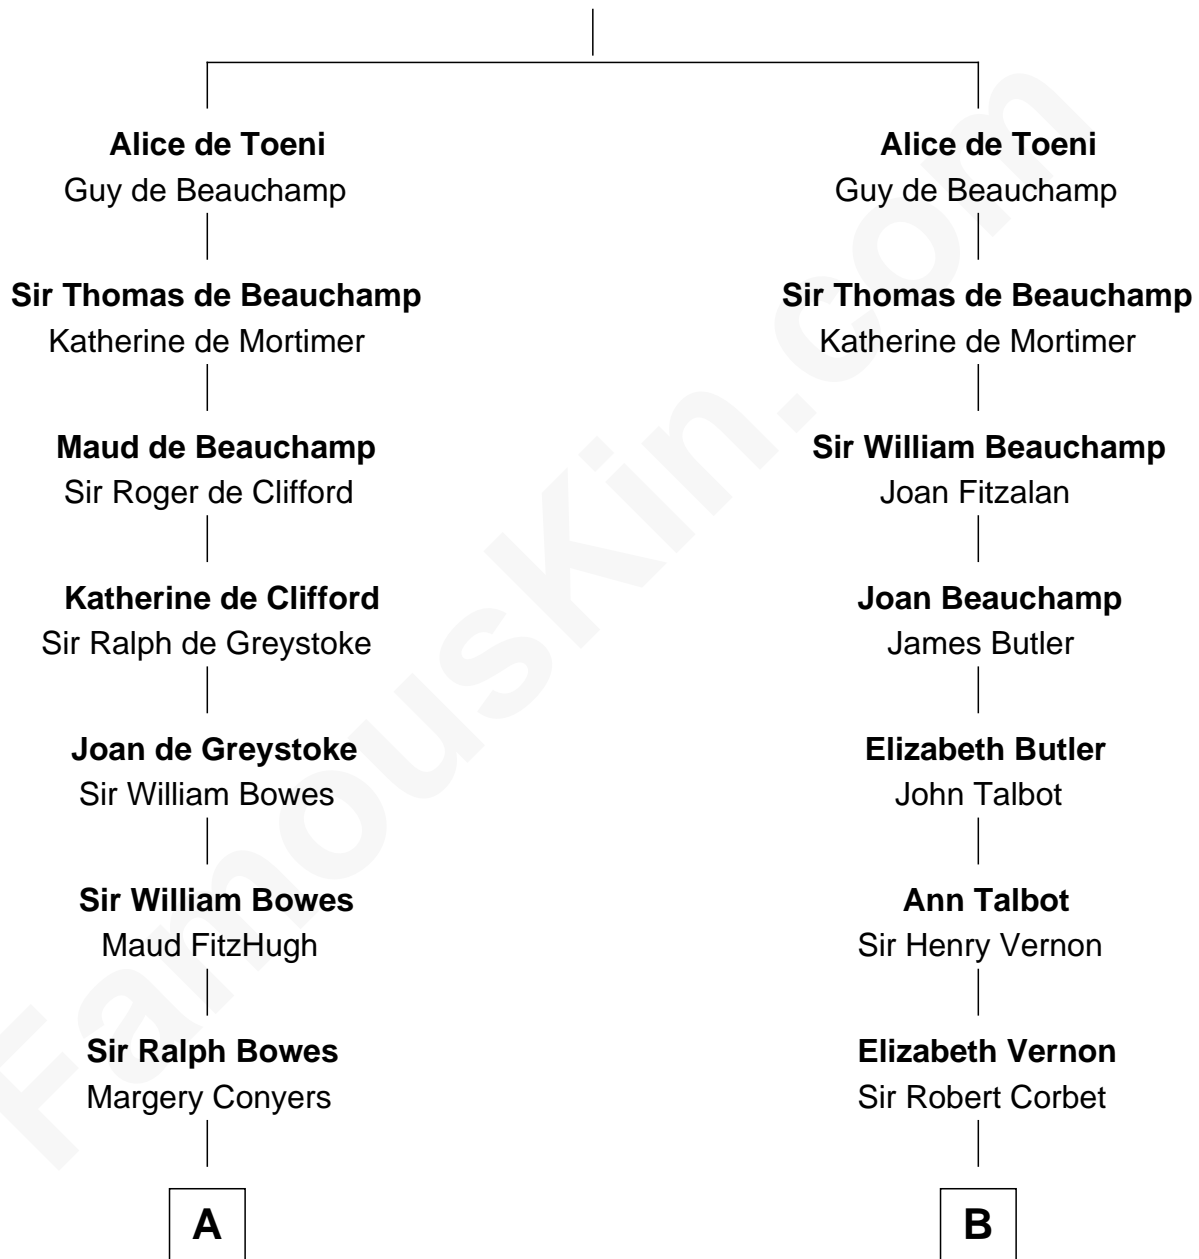 Alice de Toeni
Guy de Beauchamp
Sir Thomas de Beauchamp
Katherine de Mortimer
Maud de Beauchamp
Sir Roger de Clifford
Katherine de Clifford
Sir Ralph de Greystoke
Joan de Greystoke
Sir William Bowes
Sir William Bowes
Maud FitzHugh
Sir Ralph Bowes
Margery Conyers
A
Alice de Toeni
Guy de Beauchamp
Sir Thomas de Beauchamp
Katherine de Mortimer
Sir William Beauchamp
Joan Fitzalan
Joan Beauchamp
James Butler
Elizabeth Butler
John Talbot
Ann Talbot
Sir Henry Vernon
Elizabeth Vernon
Sir Robert Corbet
B
FamousKin.com